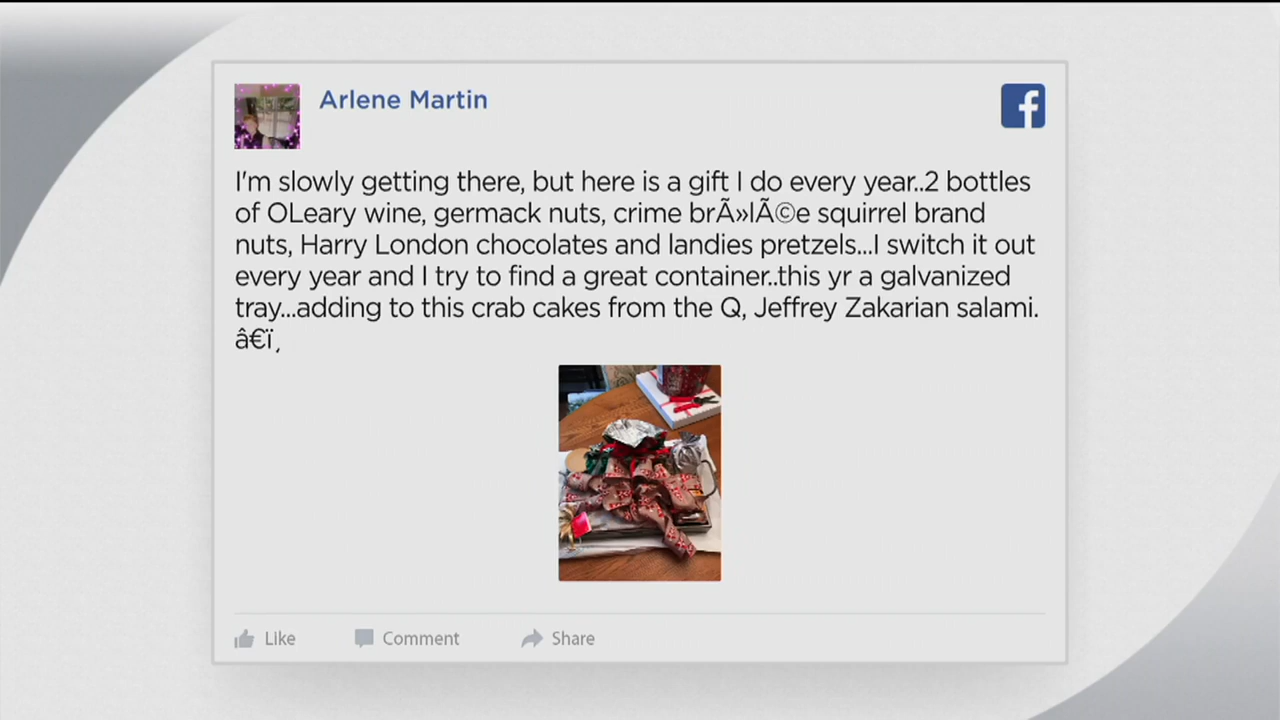 Arlene Martin
I'm slowly getting there, but here is a gift I do every year..2 bottles
of OLeary wine, germack nuts, crime brÃ»lÃ©e squirrel brand
nuts, Harry London chocolates and landies pretzels...I switch it out
every year and I try to find a great container..this yr a galvanized
tray...adding to this crab cakes from the Q, Jeffrey Zakarian salami.
â€ï¸
Like
Comment
Share